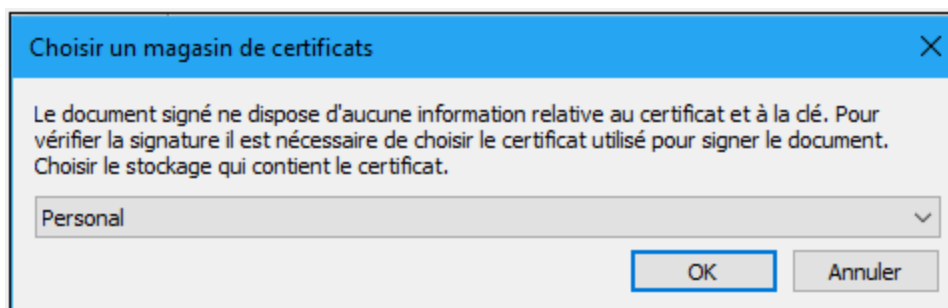 Choisir un magasin de certificats
Le document signé ne dispose d'aucune information relative au certificat et à la clé. Pour
vérifier la signature il est nécessaire de choisir le certificat utilisé pour signer le document.
Choisir le stockage qui contient le certificat.
Personal
OK
Annuler